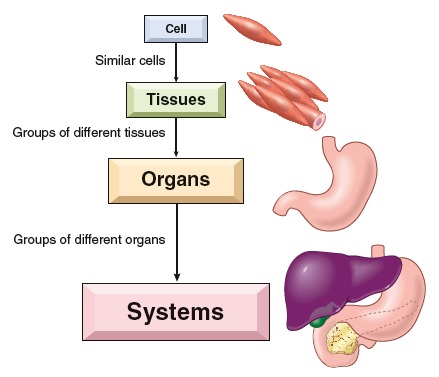 Cell
Similar cells
Tissues
Groups of different tissues
Organs
Groups of different organs
Systems